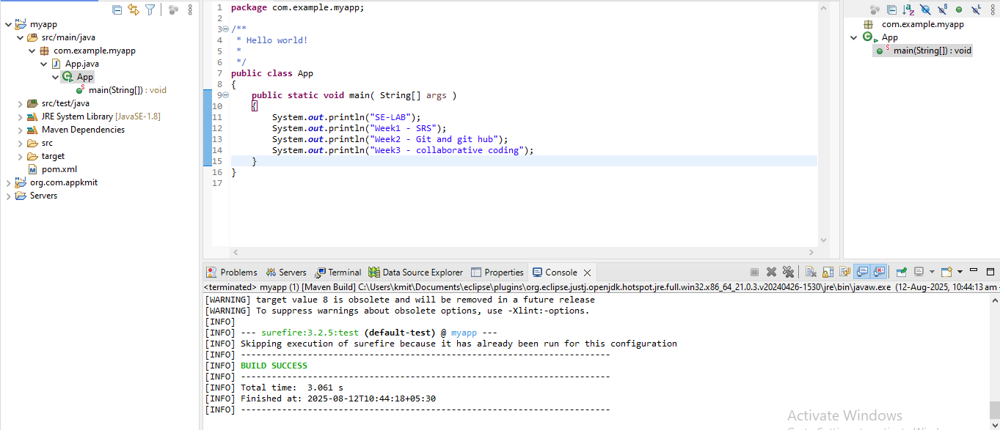 myapp
src/main/java
com.example.myapp
App.java
App
main(String[]) : void
src/test/java
JRE System Library [JavaSE-1.8]
Maven Dependencies
src
target
pom.xml
org.com.appkmit
Servers
1 package com.example.myapp;
2
3 /**
4  * Hello world!
5  *
6  */
7 public class App
8 {
9     public static void main( String[] args )
10     {
11         System.out.println("SE-LAB");
12         System.out.println("Week1 - SRS");
13         System.out.println("Week2 - Git and git hub");
14         System.out.println("Week3 - collaborative coding");
15     }
16 }
17
com.example.myapp
App
main(String[]) : void
Problems Servers Terminal Data Source Explorer Properties Console
<terminated> myapp (1) [Maven Build] C:\Users\kmit\Documents\eclipse\plugins\org.eclipse.justj.openjdk.hotspot.jre.full.win32.x86_64_21.0.3.v20240426-1530\jre\bin\javaw.exe (12-Aug-2025, 10:44:13 am -
[WARNING] target value 8 is obsolete and will be removed in a future release
[WARNING] To suppress warnings about obsolete options, use -Xlint:-options.
[INFO]
[INFO] --- surefire:3.2.5:test (default-test) @ myapp ---
[INFO] Skipping execution of surefire because it has already been run for this configuration
[INFO] ------------------------------------------------------------------------
[INFO] BUILD SUCCESS
[INFO] ------------------------------------------------------------------------
[INFO] Total time:  3.061 s
[INFO] Finished at: 2025-08-12T10:44:18+05:30
[INFO] ------------------------------------------------------------------------
Activate Windows